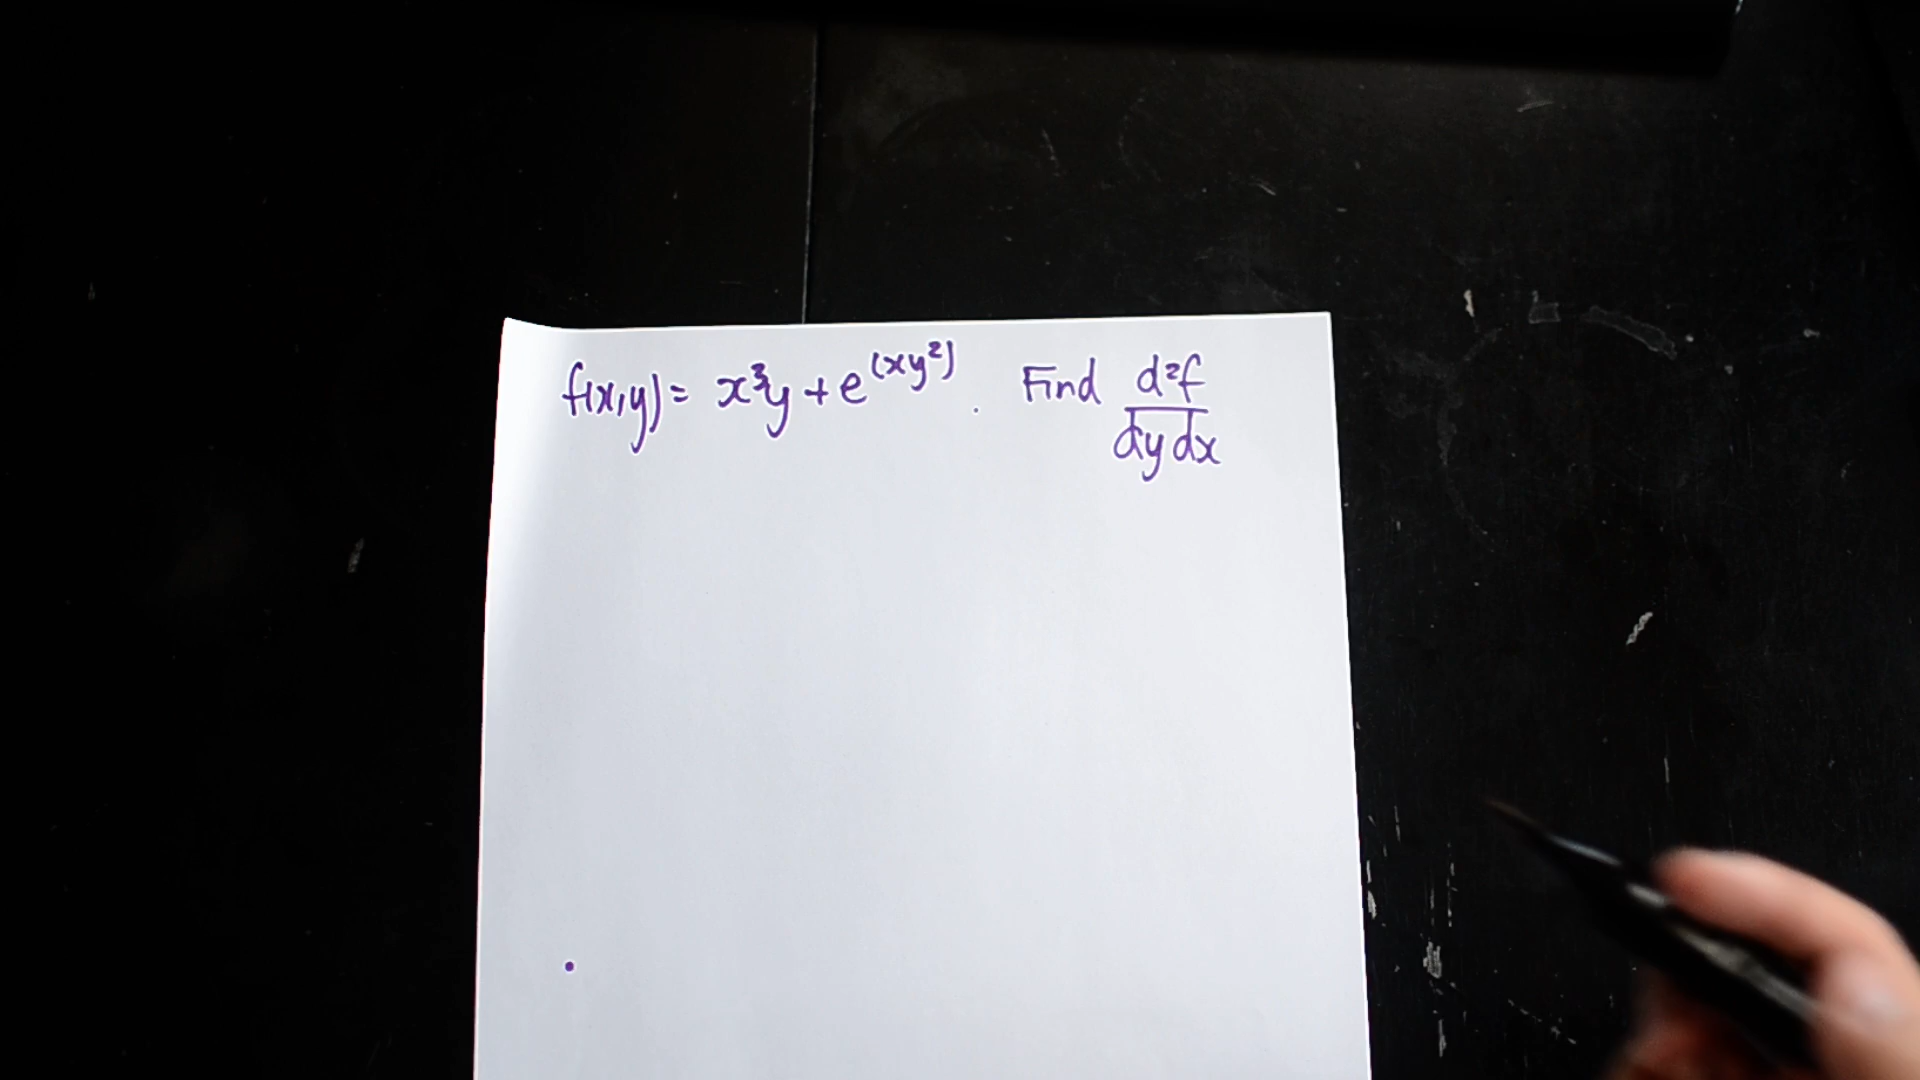 f(x,y) = x³y + e^(xy²). Find d²f/dydx